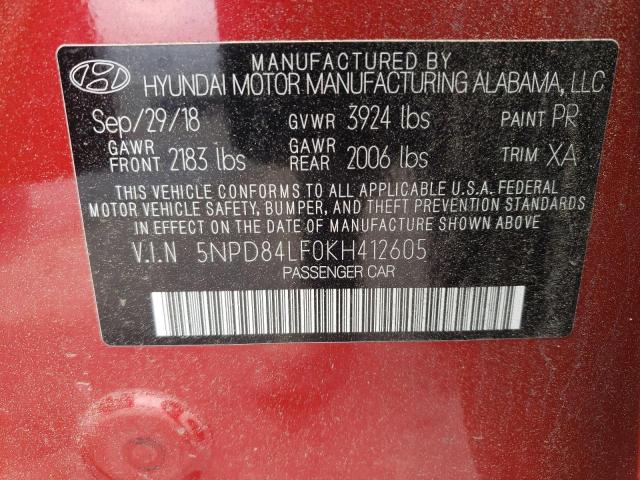 MANUFACTURED BY
HYUNDAI MOTOR MANUFACTURING ALABAMA, LLC
Sep/29/18 GVWR 3924 lbs PAINT PR
GAWR FRONT 2183 lbs GAWR REAR 2006 lbs TRIM XA
THIS VEHICLE CONFORMS TO ALL APPLICABLE U.S.A. FEDERAL
MOTOR VEHICLE SAFETY, BUMPER, AND THEFT PREVENTION STANDARDS
IN EFFECT ON THE DATE OF MANUFACTURE SHOWN ABOVE
V.I.N 5NPD84LF0KH412605
PASSENGER CAR